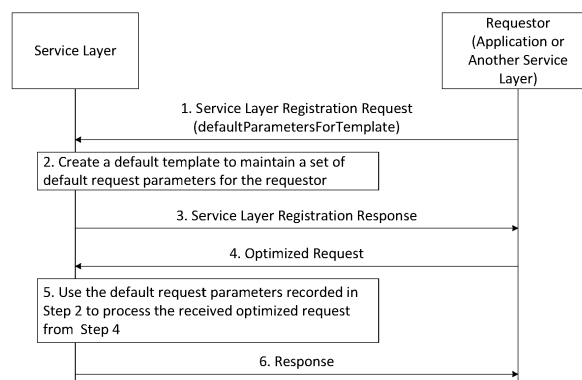 Service Layer
Requestor
(Application or
Another Service
Layer)
1. Service Layer Registration Request
(defaultParametersForTemplate)
2. Create a default template to maintain a set of
default request parameters for the requestor
3. Service Layer Registration Response
4. Optimized Request
5. Use the default request parameters recorded in
Step 2 to process the received optimized request
from Step 4
6. Response